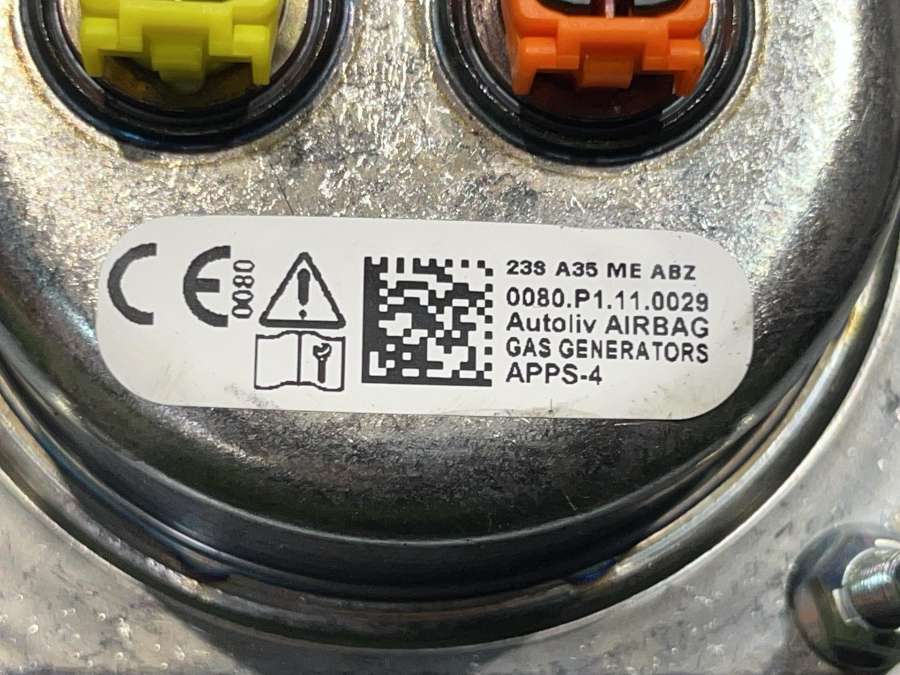 CE 0080
23S A35 ME ABZ
0080.P1.11.0029
Autoliv AIRBAG
GAS GENERATORS
APPS-4